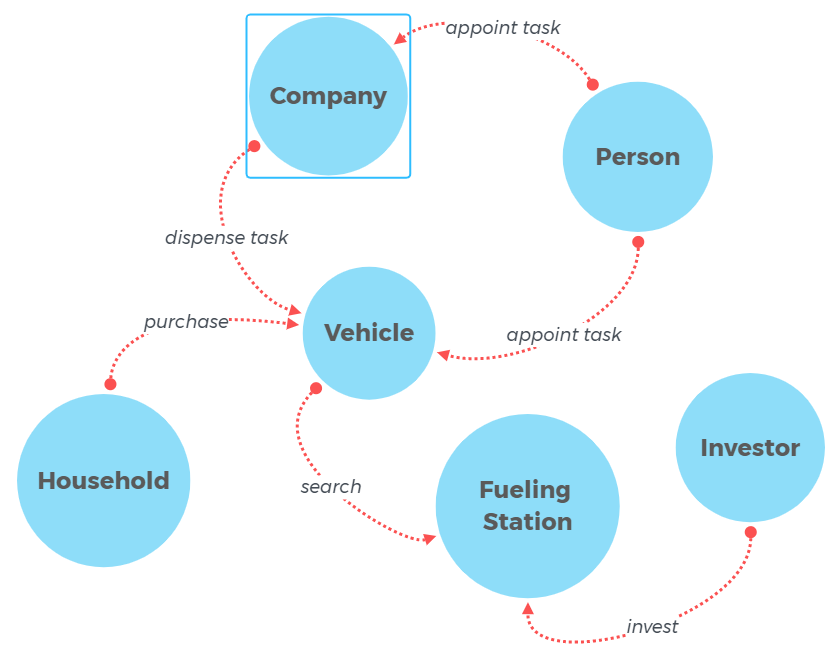 appoint task
Company
Person
dispense task
purchase
Vehicle
appoint task
Household
search
Fueling
Station
Investor
invest